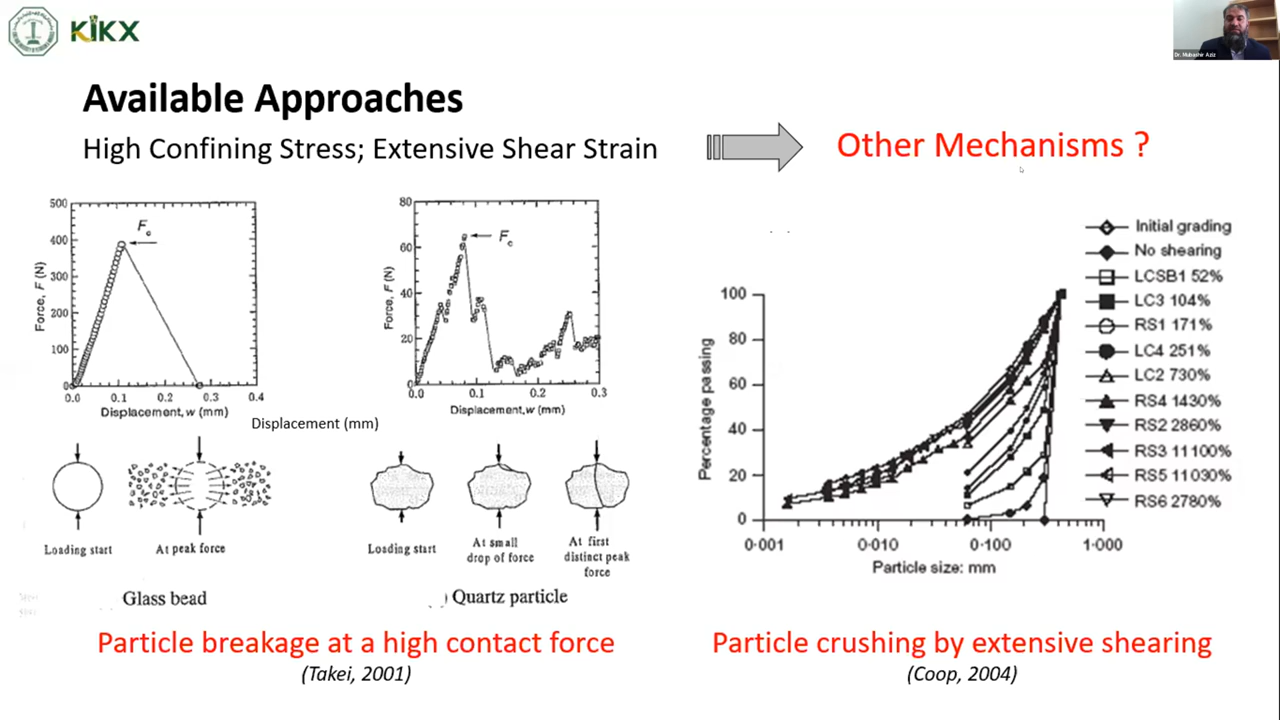 KIKX
Dr. Mubashir Aziz
Available Approaches
High Confining Stress; Extensive Shear Strain
Other Mechanisms ?
500
400
300
200
100
0
Force, F (N)
Fc
0.0 0.1 0.2 0.3 0.4
Displacement, w (mm)
80
60
40
20
0
Force, F (N)
Fc
0.0 0.1 0.2 0.3
Displacement, w (mm)
Displacement (mm)
Loading start
At peak force
Glass bead
Loading start
At small
drop of force
At first
distinct peak
force
) Quartz particle
Particle breakage at a high contact force
(Takei, 2001)
Initial grading
No shearing
LCSB1 52%
LC3 104%
RS1 171%
LC4 251%
LC2 730%
RS4 1430%
RS2 2860%
RS3 11100%
RS5 11030%
RS6 2780%
100
80
60
40
20
0
Percentage passing
0·001 0·010 0·100 1·000
Particle size: mm
Particle crushing by extensive shearing
(Coop, 2004)